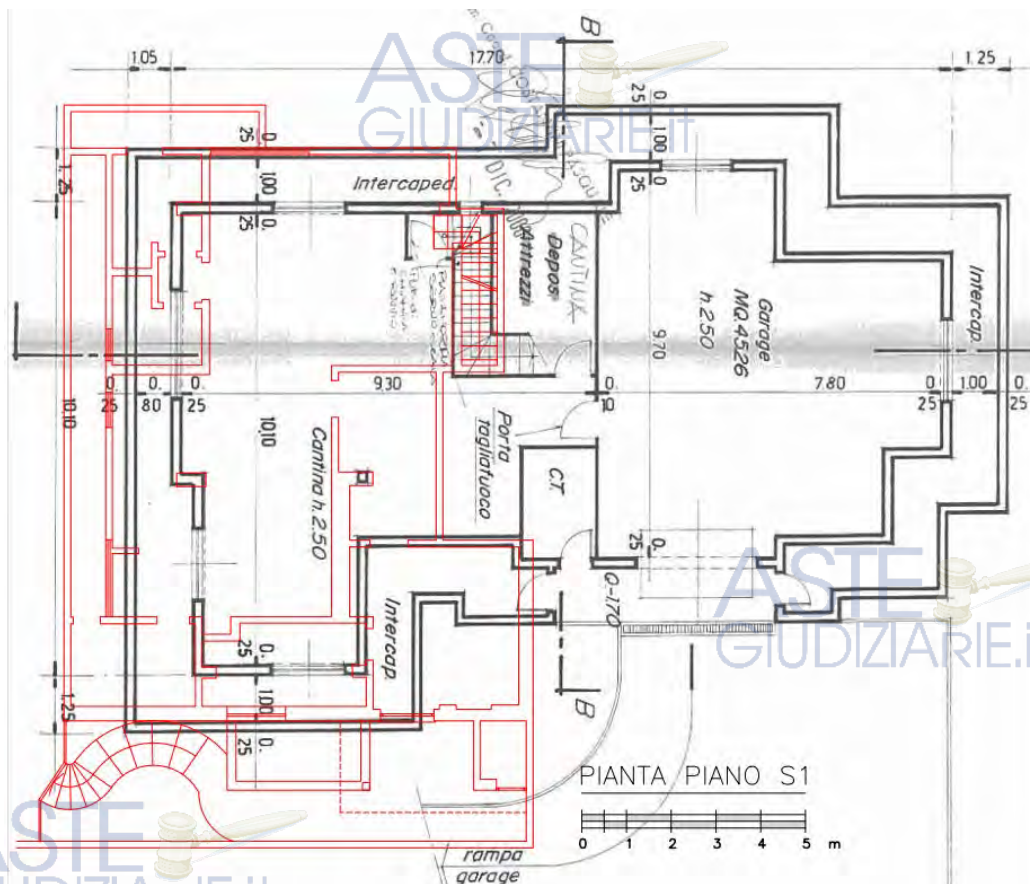 1.05
17.70
1.25
B
ASTE
GIUDIZIARIE.it
0.
25
1.00
25
0.
25
1.00
0.
25
1.25
Intercaped.
DIC.
CANTINA
Depos
Attrezzi
Garage
MQ.45.26
h.2.50
Intercap.
9.70
9.30
0.
10
7.80
0.
25
1.00
0.
25
0.
25
0.
80
0.
25
10.10
10.10
Cantina h.2.50
Porta
tagliafuoco
C.T.
0.
25
Q-1.70
ASTE
GIUDIZIARIE.i
Intercap.
0.
25
1.00
0.
25
1.25
B
PIANTA PIANO S1
0 1 2 3 4 5 m
rampa
garage
ASTE
GIUDIZIARIE.it